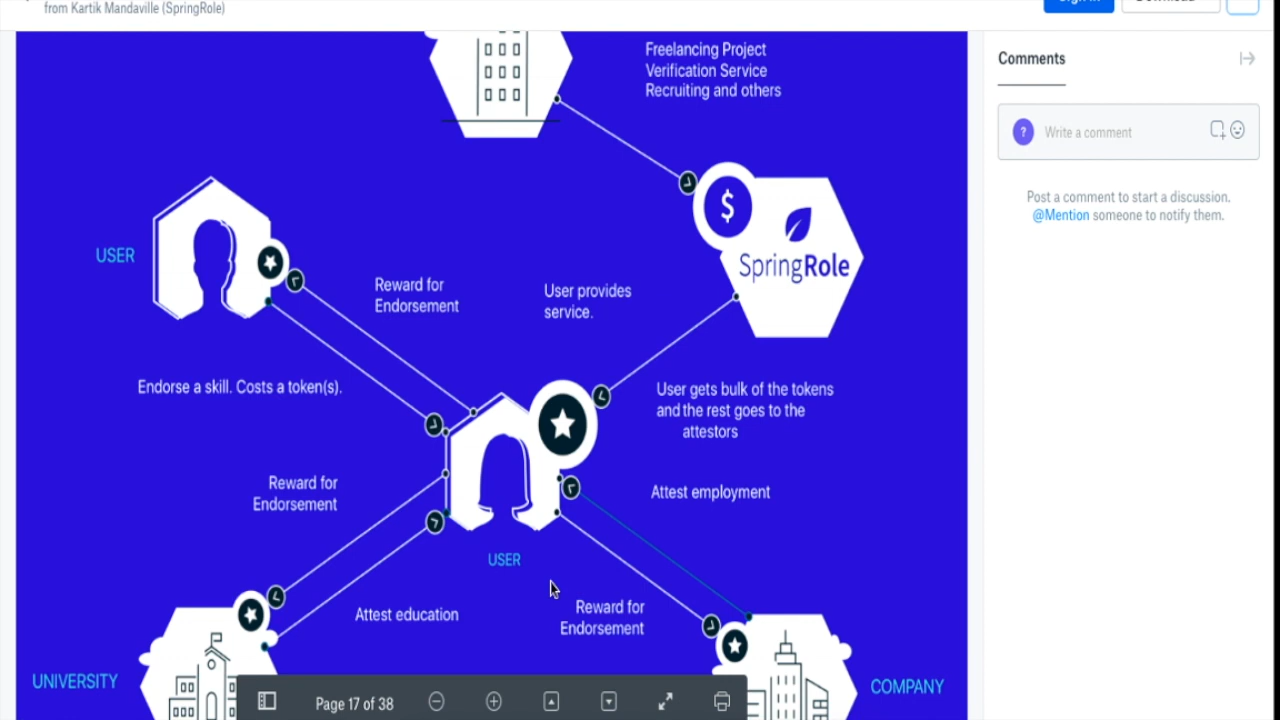 from Kartik Mandaville (SpringRole)
Sign In
Download
Freelancing Project
Verification Service
Recruiting and others
Comments
?
Write a comment
Post a comment to start a discussion.
@Mention someone to notify them.
$
SpringRole
USER
Reward for
Endorsement
User provides
service.
Endorse a skill. Costs a token(s).
User gets bulk of the tokens
and the rest goes to the
attestors
Reward for
Endorsement
Attest employment
USER
Attest education
Reward for
Endorsement
UNIVERSITY
COMPANY
Page 17 of 38